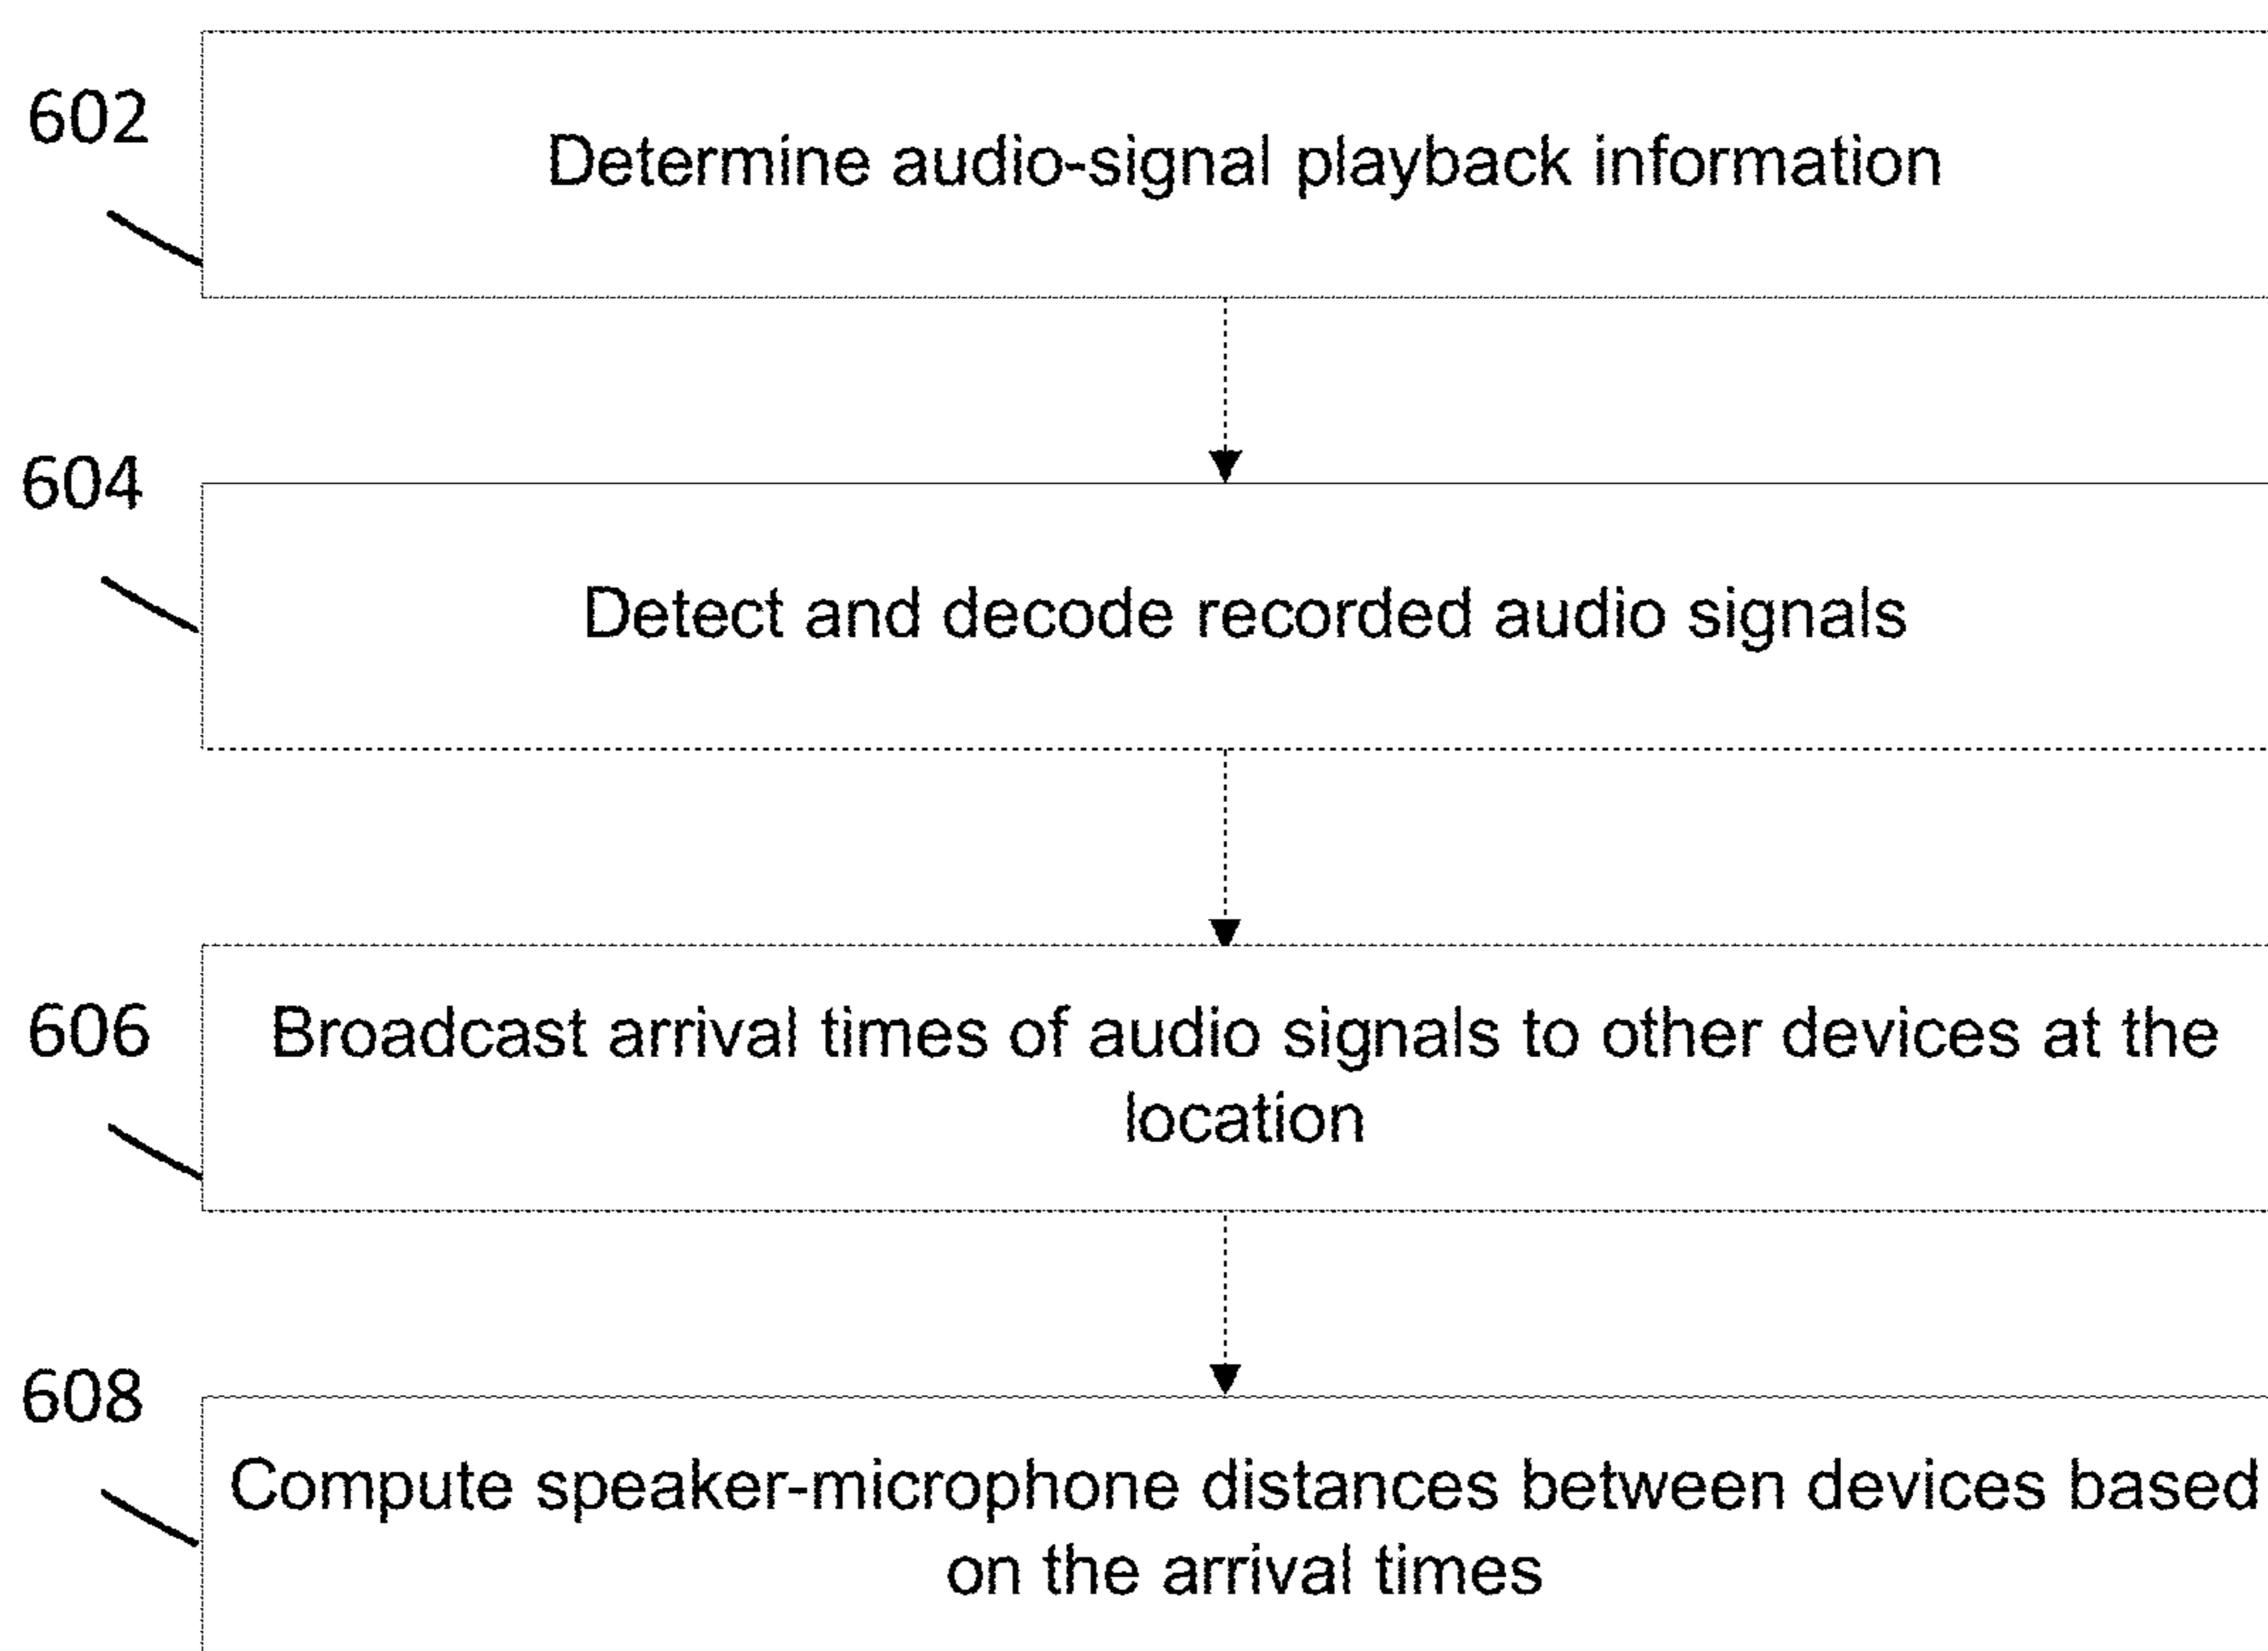 602
Determine audio-signal playback information
604
Detect and decode recorded audio signals
606
Broadcast arrival times of audio signals to other devices at the
location
608
Compute speaker-microphone distances between devices based
on the arrival times